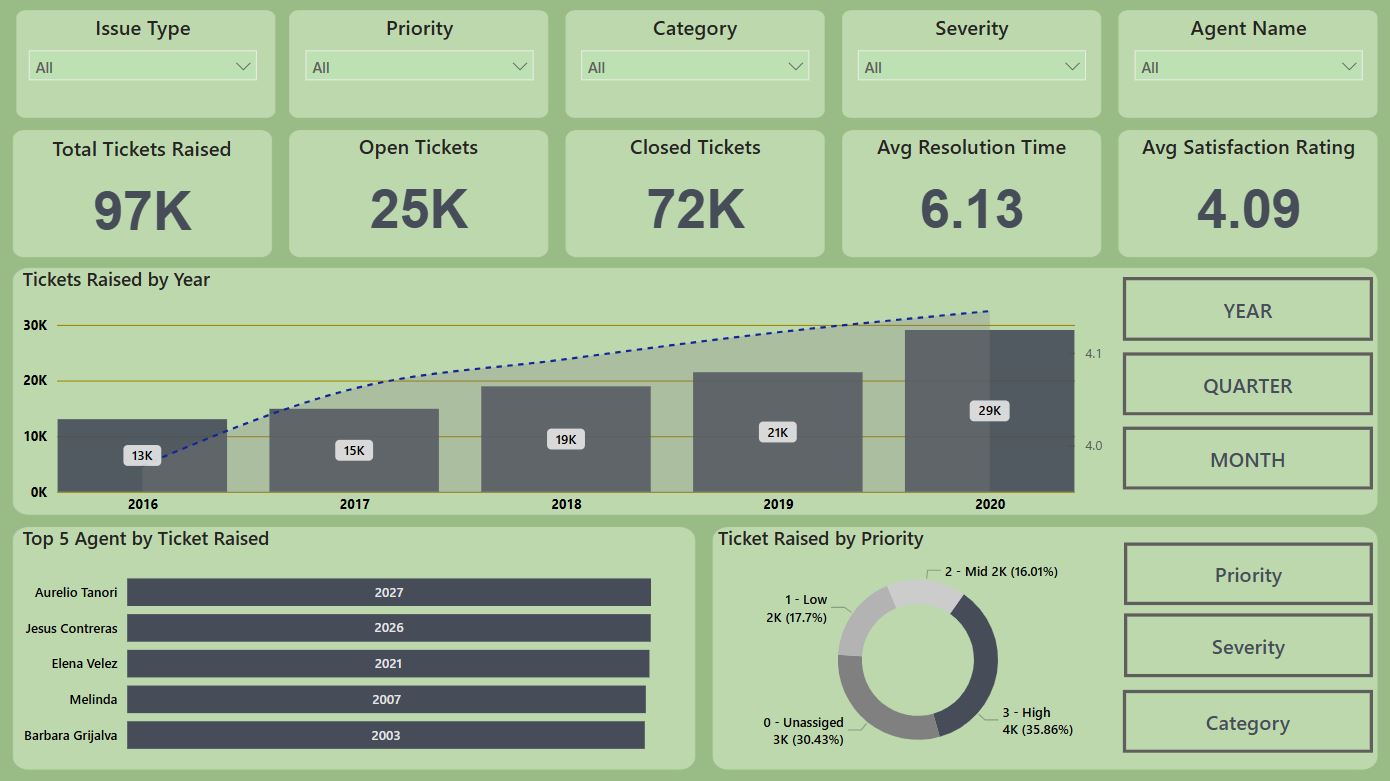 Issue Type
All
Priority
All
Category
All
Severity
All
Agent Name
All
Total Tickets Raised
97K
Open Tickets
25K
Closed Tickets
72K
Avg Resolution Time
6.13
Avg Satisfaction Rating
4.09
Tickets Raised by Year
30K
20K
10K
0K
13K
15K
19K
21K
29K
4.1
4.0
2016
2017
2018
2019
2020
YEAR
QUARTER
MONTH
Top 5 Agent by Ticket Raised
Aurelio Tanori
2027
Jesus Contreras
2026
Elena Velez
2021
Melinda
2007
Barbara Grijalva
2003
Ticket Raised by Priority
2 - Mid 2K (16.01%)
1 - Low
2K (17.7%)
0 - Unassiged
3K (30.43%)
3 - High
4K (35.86%)
Priority
Severity
Category